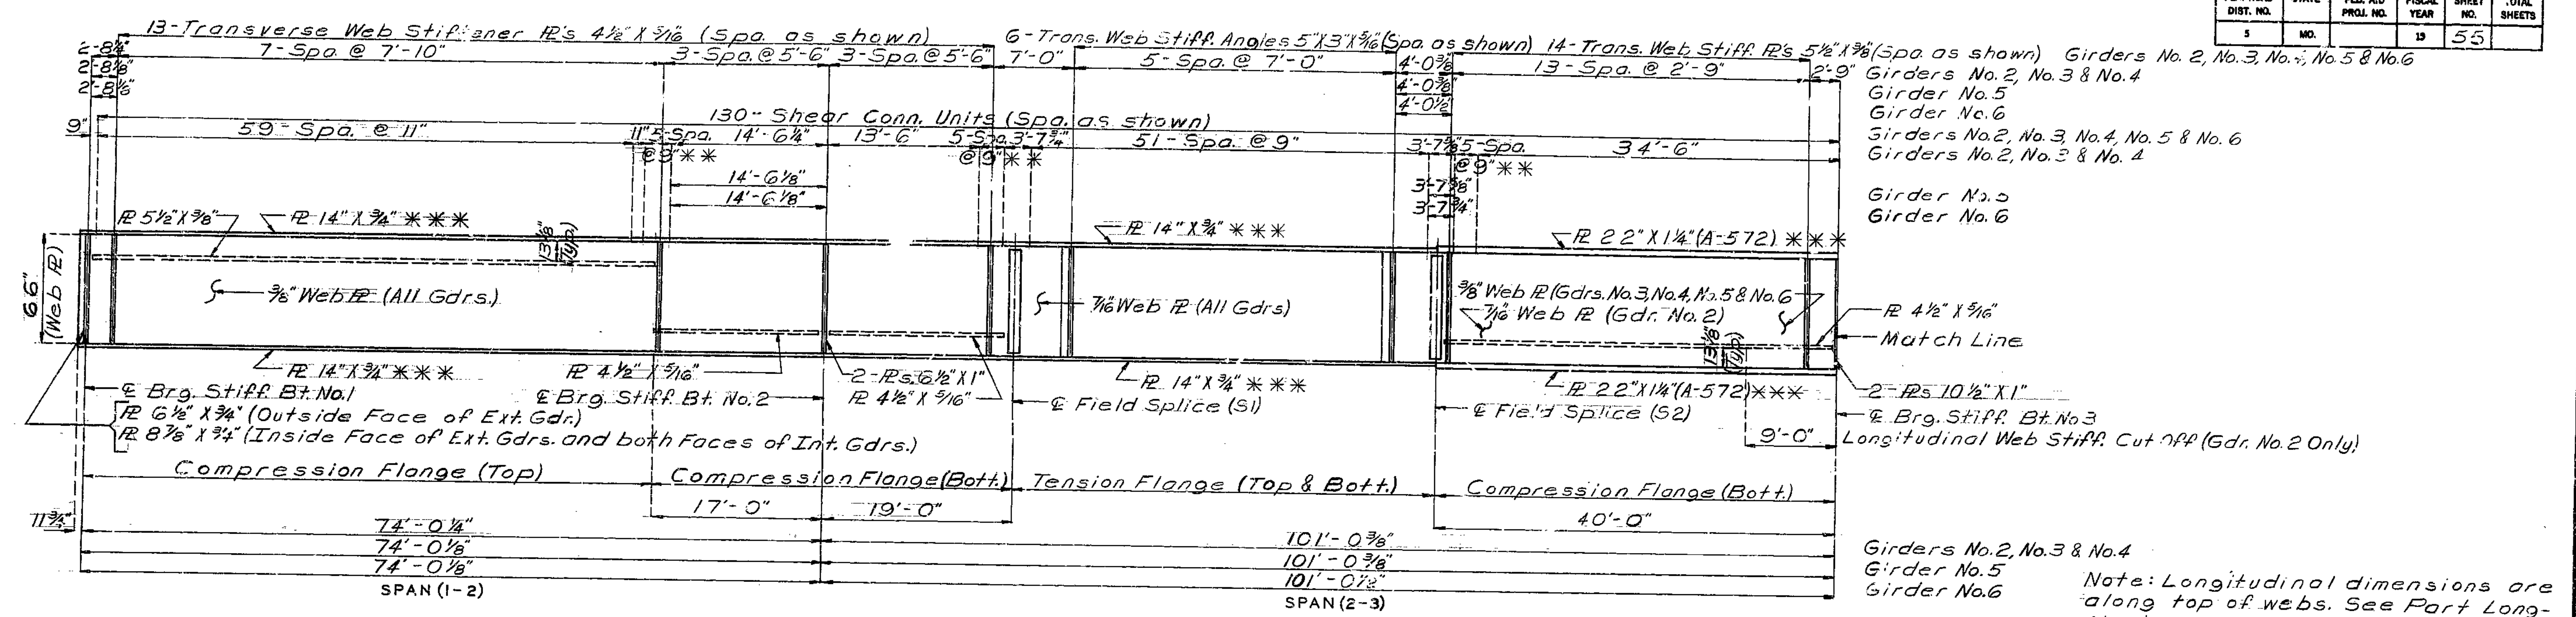 DIST. NO.
STATE
FED. AID
PROJ. NO.
FISCAL
YEAR
SHEET
NO.
TOTAL
SHEETS
5 MO. 19 55
13-Transverse Web Stiffener PL's 4½" X 5/16 (Spa. as shown)
6-Trans. Web Stiff. Angles 5"X3"X5/16"(Spa. as shown)
14-Trans. Web Stiff. PL's 5½"X⅜"(Spa. as shown) Girders No. 2, No.3, No.4, No.5 & No.6
2'-8¼" 7-Spa. @ 7'-10" 3-Spa.@5'-6" 3-Spa.@5'-6" 7'-0" 5-Spa. @ 7'-0" 4'-0⅜" 13-Spa. @ 2'-9" 2'-9" Girders No. 2, No.3 & No.4
2'-8⅛" 4'-0⅜" Girder No.5
2'-8⅛" 4'-0½" Girder No.6
130-Shear Conn. Units (Spa. as shown) Girders No.2, No.3, No.4, No.5 & No.6
9" 59-Spa. @ 11" 11" 5-Spa. @9"** 14'-6¼" 13'-6" 5-Spa. @9"** 3'-7¾" 51-Spa. @ 9" 5-Spa. @9"** 34'-6" Girders No.2, No.3 & No.4
14'-6⅛" 3'-7⅝" Girder No.5
14'-6⅛" 3'-7¾" Girder No.6
PL 5½"X⅜"
PL 14"X¾"***
13⅛"
(Typ.)
PL 14"X¾"***
PL 22"X1¼"(A-572)***
66"
(Web PL)
⅜" Web PL (All Gdrs.)
7/16" Web PL (All Gdrs)
⅜" Web PL (Gdrs. No.3, No.4, No.5 & No.6
7/16" Web PL (Gdr. No.2)
13⅛"
(Typ.)
PL 4½" X 5/16"
Match Line
PL 14"X¾"***
PL 4½" X 5/16"
2-PLs. 6½"X1"
PL 4½" X 5/16"
PL 14"X¾"***
PL 22"X1¼"(A-572)***
2-PLs 10½"X1"
℄ Brg. Stiff. Bt. No.1
℄ Brg. Stiff. Bt. No.2
℄ Field Splice (S1)
℄ Field Splice (S2)
℄ Brg. Stiff. Bt. No3
PL 6½" X ¾" (Outside Face of Ext. Gdr.)
PL 8⅞" X ¾" (Inside Face of Ext. Gdrs. and both Faces of Int. Gdrs.)
9'-0" Longitudinal Web Stiff. Cut Off (Gdr. No.2 Only)
Compression Flange (Top) Compression Flange(Bott.) Tension Flange (Top & Bott.) Compression Flange(Bott.)
11¾" 17'-0" 19'-0" 40'-0"
74'-0¼" 101'-0⅜" Girders No.2, No.3 & No.4
74'-0⅛" 101'-0⅜" Girder No.5
74'-0⅛" 101'-0½" Girder No.6
SPAN (1-2) SPAN (2-3)
Note: Longitudinal dimensions are
along top of webs. See Part Long-